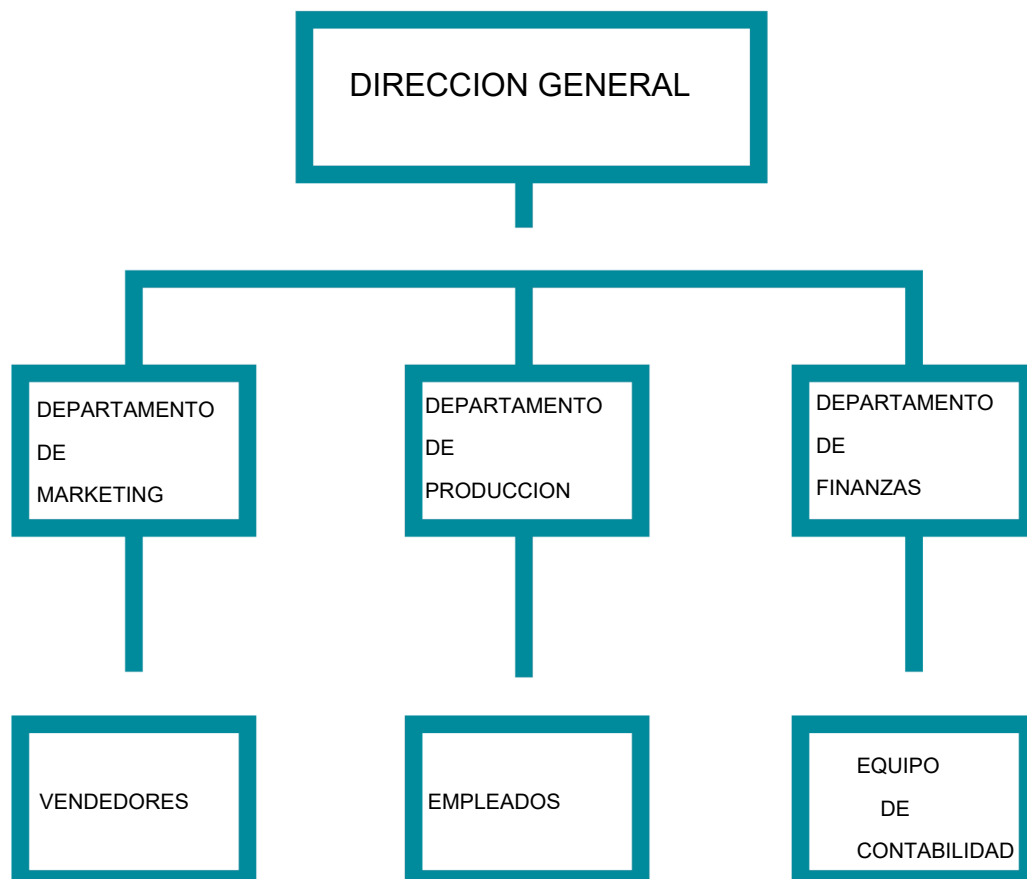 DIRECCION GENERAL
DEPARTAMENTO
DE
MARKETING
DEPARTAMENTO
DE
PRODUCCION
DEPARTAMENTO
DE
FINANZAS
VENDEDORES
EMPLEADOS
EQUIPO
DE
CONTABILIDAD